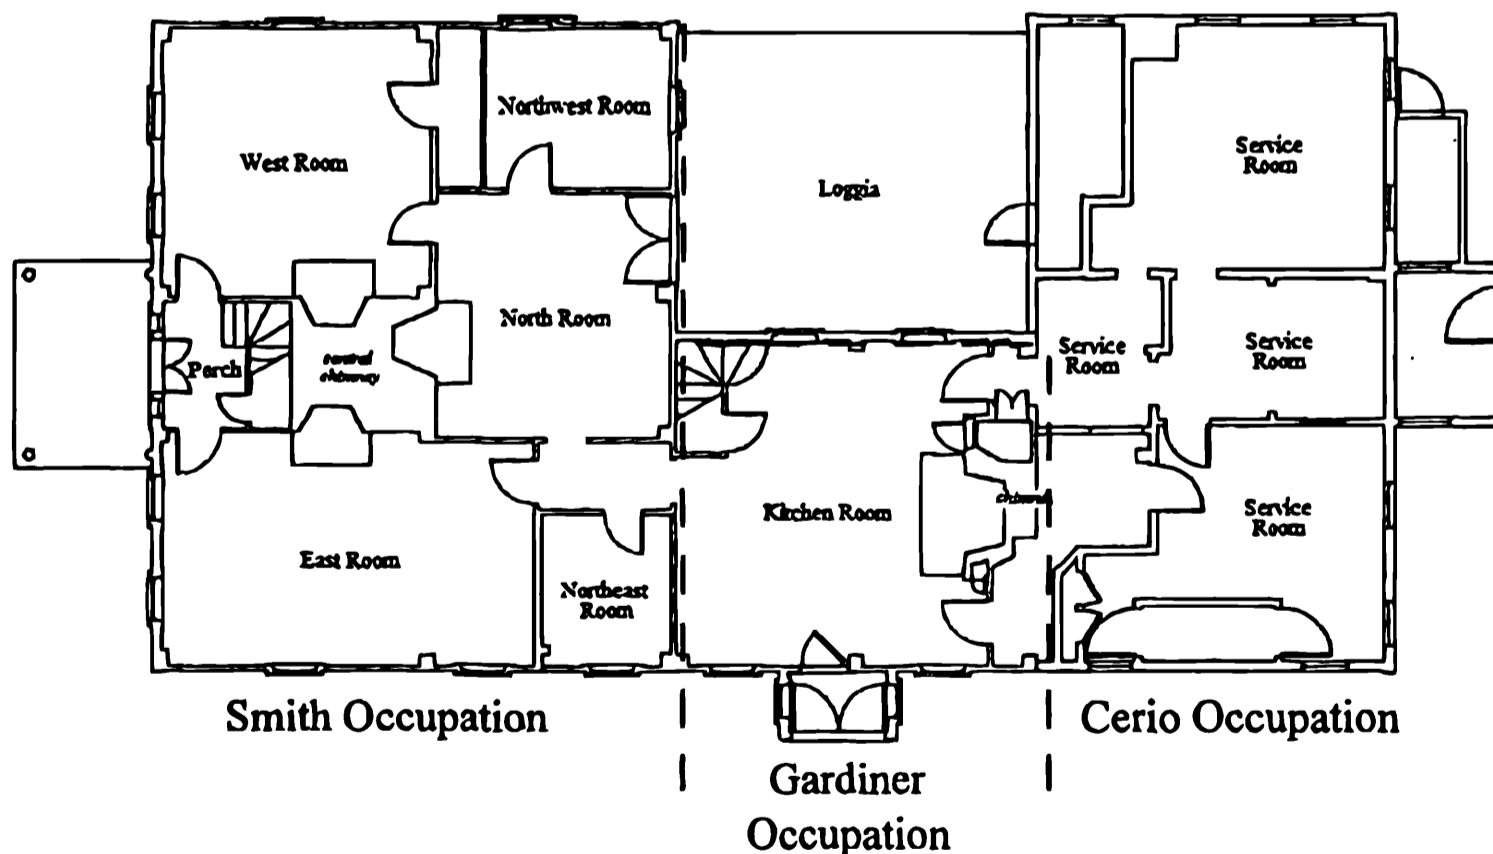 Northwest Room
West Room
Service
Room
Loggia
North Room
Service
Room
Service
Room
Porch
central
chimney
chimney
Kitchen Room
Service
Room
East Room
Northeast
Room
Smith Occupation
Cerio Occupation
Gardiner
Occupation